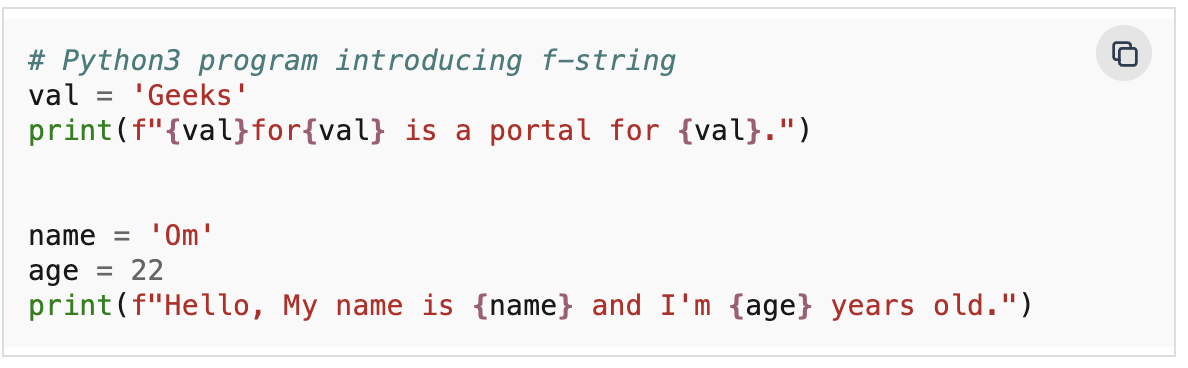 # Python3 program introducing f-string
val = 'Geeks'
print(f"{val}for{val} is a portal for {val}.")
name = 'Om'
age = 22
print(f"Hello, My name is {name} and I'm {age} years old.")